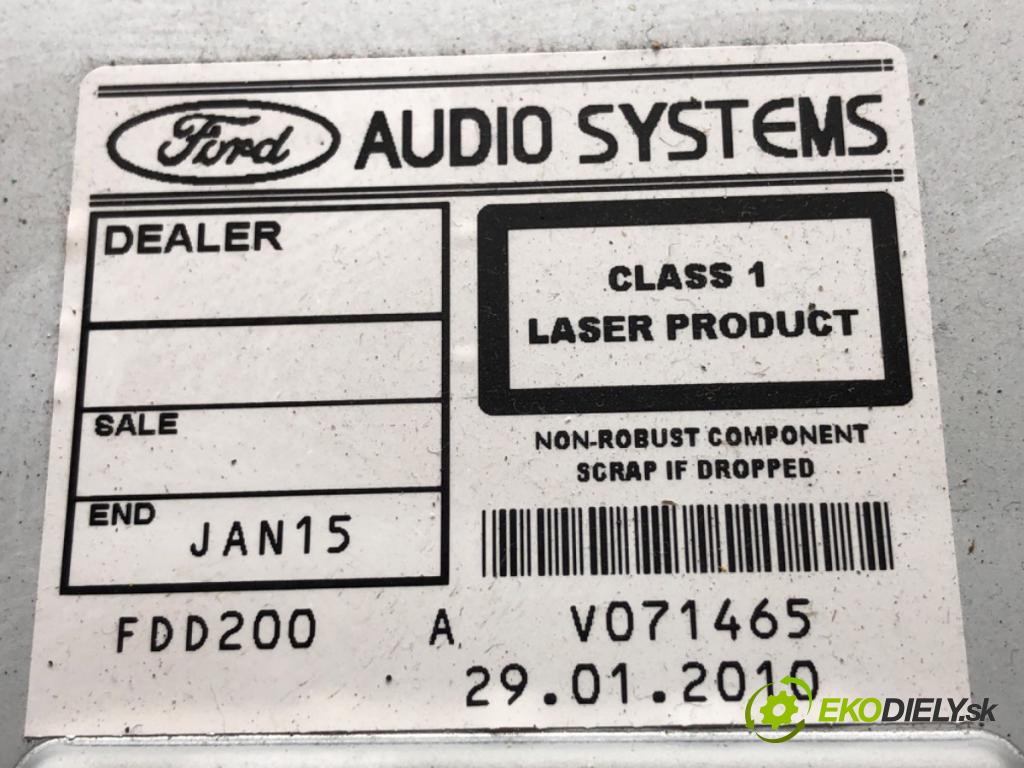 Ford AUDIO SYSTEMS
DEALER
SALE
END
JAN15
CLASS 1
LASER PRODUCT
NON-ROBUST COMPONENT
SCRAP IF DROPPED
FDD200 A V071465
29.01.2010
EKODIELY.sk